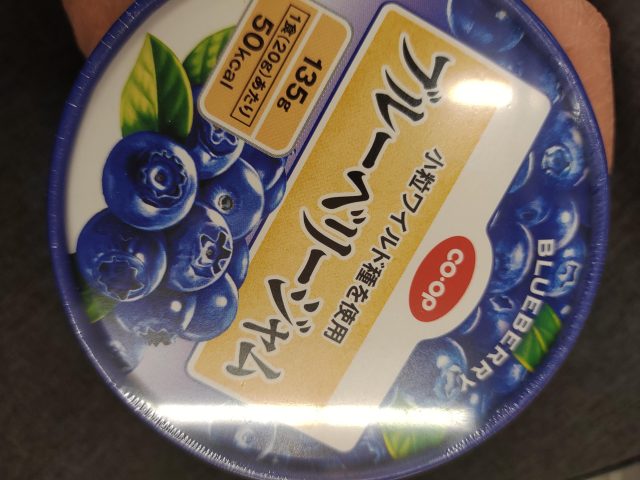 CO·OP
小粒ワイルド種を使用
ブルーベリージャム
135g
1食(20g)あたり
50kcal
BLUEBERRY